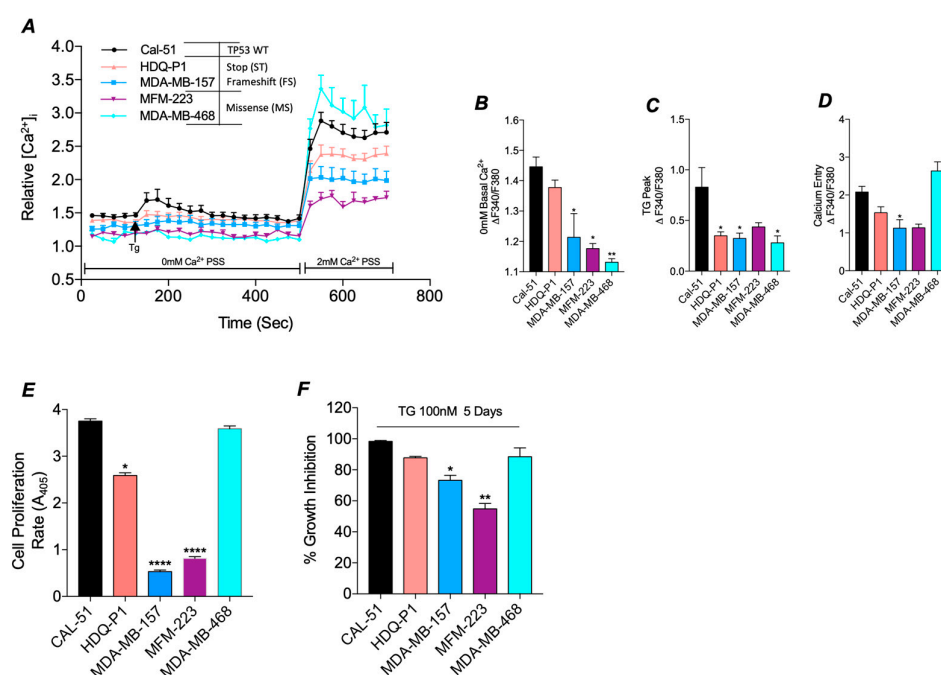 A
Relative [Ca²⁺]ᵢ
4.0
3.5
3.0
2.5
2.0
1.5
1.0
0.5
Cal-51
TP53 WT
HDQ-P1
Stop (ST)
MDA-MB-157
Frameshift (FS)
MFM-223
Missense (MS)
MDA-MB-468
Tg
0mM Ca²⁺ PSS
2mM Ca²⁺ PSS
0
200
400
600
800
Time (Sec)
B
0mM Basal Ca²⁺
Δ F340/F380
1.5
1.4
1.3
1.2
1.1
*
*
**
Cal-51
HDQ-P1
MDA-MB-157
MFM-223
MDA-MB-468
C
TG Peak
Δ F340/F380
1.5
1.0
0.5
0.0
*
*
*
Cal-51
HDQ-P1
MDA-MB-157
MFM-223
MDA-MB-468
D
Calcium Entry
Δ F340/F380
4
3
2
1
0
*
Cal-51
HDQ-P1
MDA-MB-157
MFM-223
MDA-MB-468
E
Cell Proliferation
Rate (A₄₀₅)
4
3
2
1
0
*
****
****
CAL-51
HDQ-P1
MDA-MB-157
MFM-223
MDA-MB-468
F
% Growth Inhibition
TG 100nM 5 Days
120
100
80
60
40
20
0
*
**
CAL-51
HDQ-P1
MDA-MB-157
MFM-223
MDA-MB-468